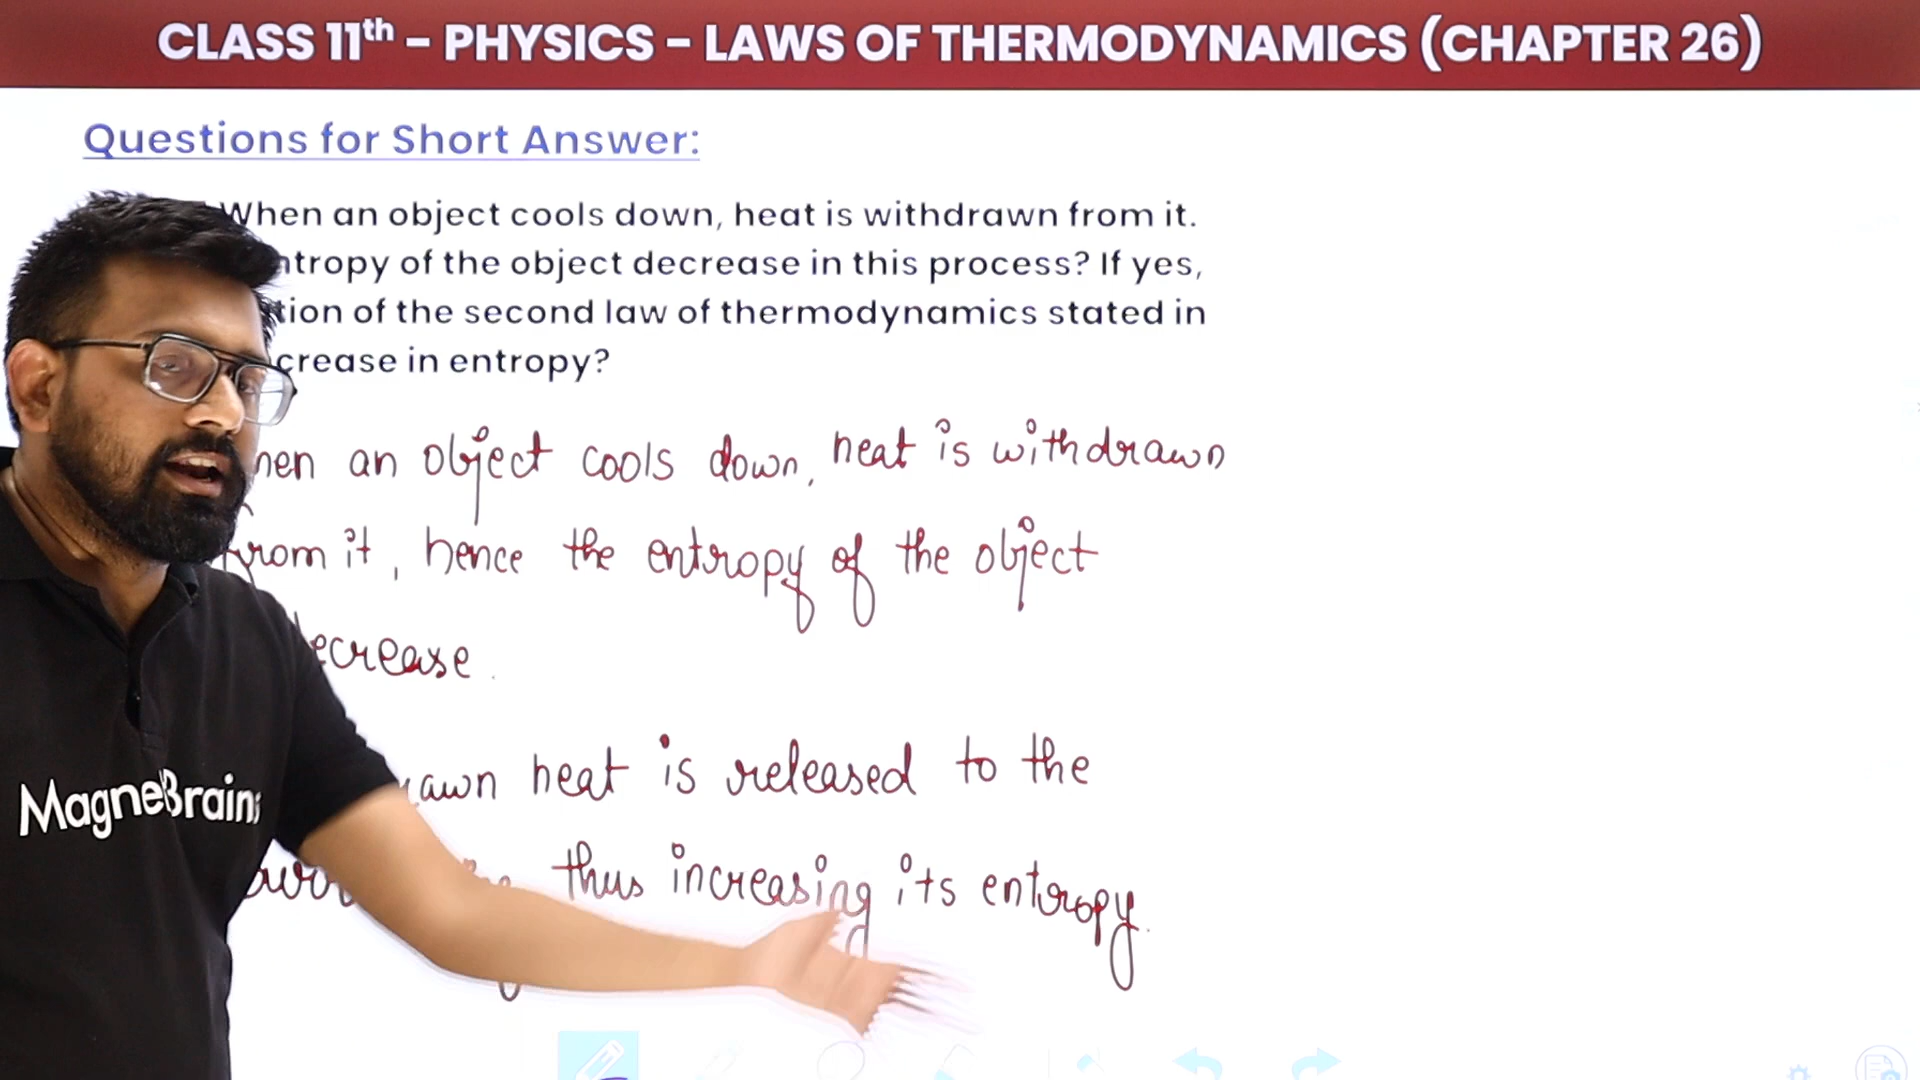 CLASS 11th - PHYSICS - LAWS OF THERMODYNAMICS (CHAPTER 26)
Questions for Short Answer:
When an object cools down, heat is withdrawn from it.
ntropy of the object decrease in this process? If yes,
tion of the second law of thermodynamics stated in
crease in entropy?
hen an object cools down, heat is withdrawn
from it, hence the entropy of the object
ecrease.
rawn heat is released to the
thus increasing its entropy.
MagnetBrains